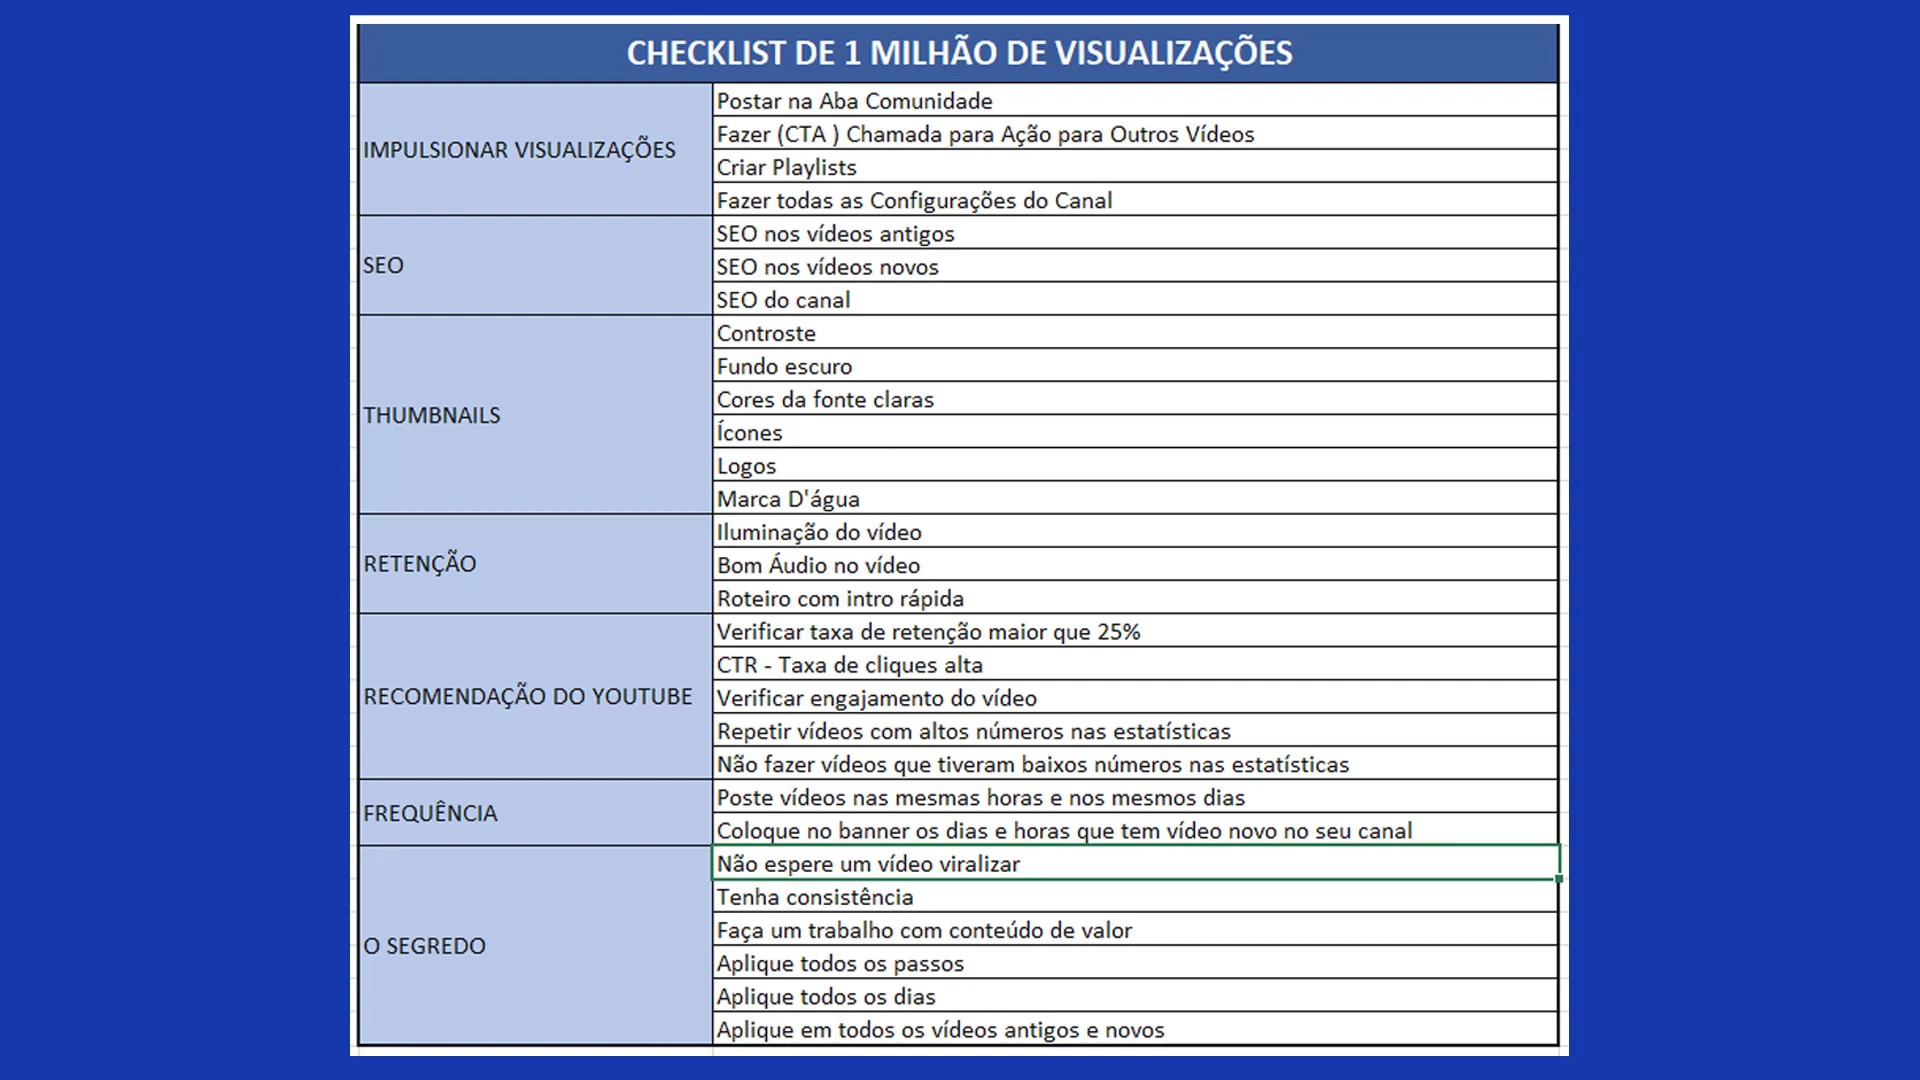 CHECKLIST DE 1 MILHÃO DE VISUALIZAÇÕES
IMPULSIONAR VISUALIZAÇÕES
Postar na Aba Comunidade
Fazer (CTA ) Chamada para Ação para Outros Vídeos
Criar Playlists
Fazer todas as Configurações do Canal
SEO
SEO nos vídeos antigos
SEO nos vídeos novos
SEO do canal
THUMBNAILS
Controste
Fundo escuro
Cores da fonte claras
Ícones
Logos
Marca D'água
RETENÇÃO
Iluminação do vídeo
Bom Áudio no vídeo
Roteiro com intro rápida
RECOMENDAÇÃO DO YOUTUBE
Verificar taxa de retenção maior que 25%
CTR - Taxa de cliques alta
Verificar engajamento do vídeo
Repetir vídeos com altos números nas estatísticas
Não fazer vídeos que tiveram baixos números nas estatísticas
FREQUÊNCIA
Poste vídeos nas mesmas horas e nos mesmos dias
Coloque no banner os dias e horas que tem vídeo novo no seu canal
O SEGREDO
Não espere um vídeo viralizar
Tenha consistência
Faça um trabalho com conteúdo de valor
Aplique todos os passos
Aplique todos os dias
Aplique em todos os vídeos antigos e novos